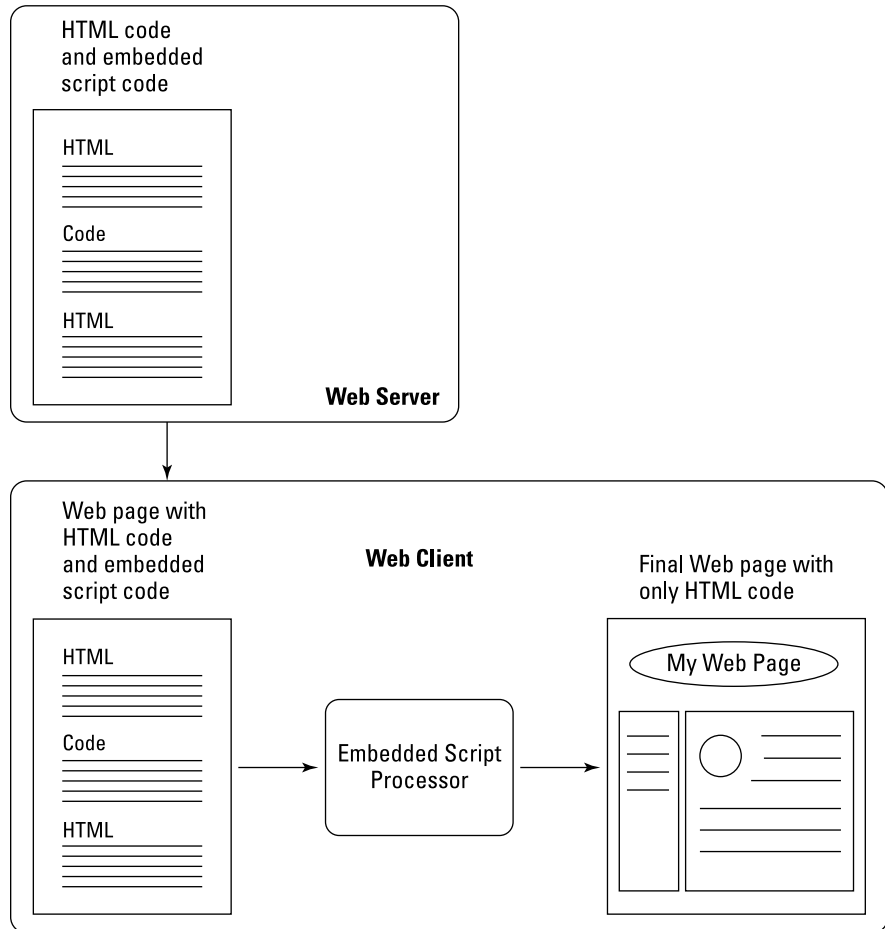 HTML code
and embedded
script code
HTML
Code
HTML
Web Server
Web page with
HTML code
and embedded
script code
Web Client
Final Web page with
only HTML code
HTML
Code
HTML
Embedded Script
Processor
My Web Page